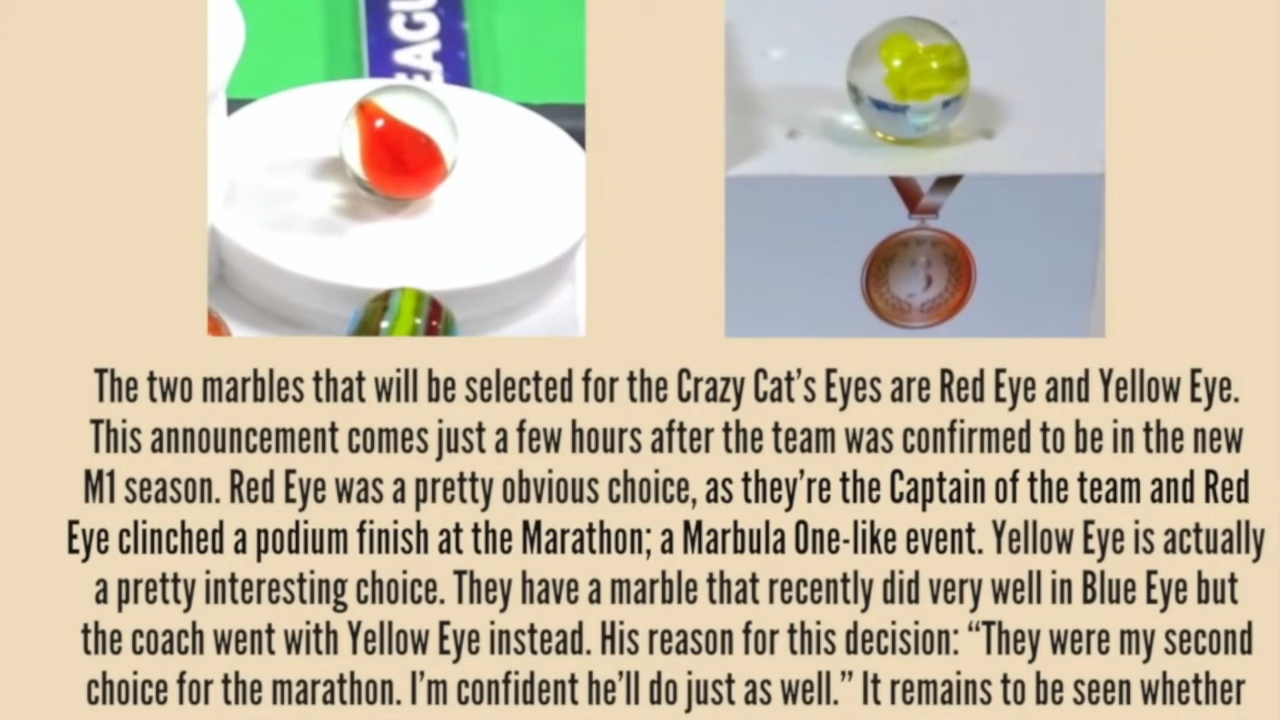 EAGU
3
The two marbles that will be selected for the Crazy Cat's Eyes are Red Eye and Yellow Eye.
This announcement comes just a few hours after the team was confirmed to be in the new
M1 season. Red Eye was a pretty obvious choice, as they're the Captain of the team and Red
Eye clinched a podium finish at the Marathon; a Marbula One-like event. Yellow Eye is actually
a pretty interesting choice. They have a marble that recently did very well in Blue Eye but
the coach went with Yellow Eye instead. His reason for this decision: “They were my second
choice for the marathon. I'm confident he'll do just as well.” It remains to be seen whether